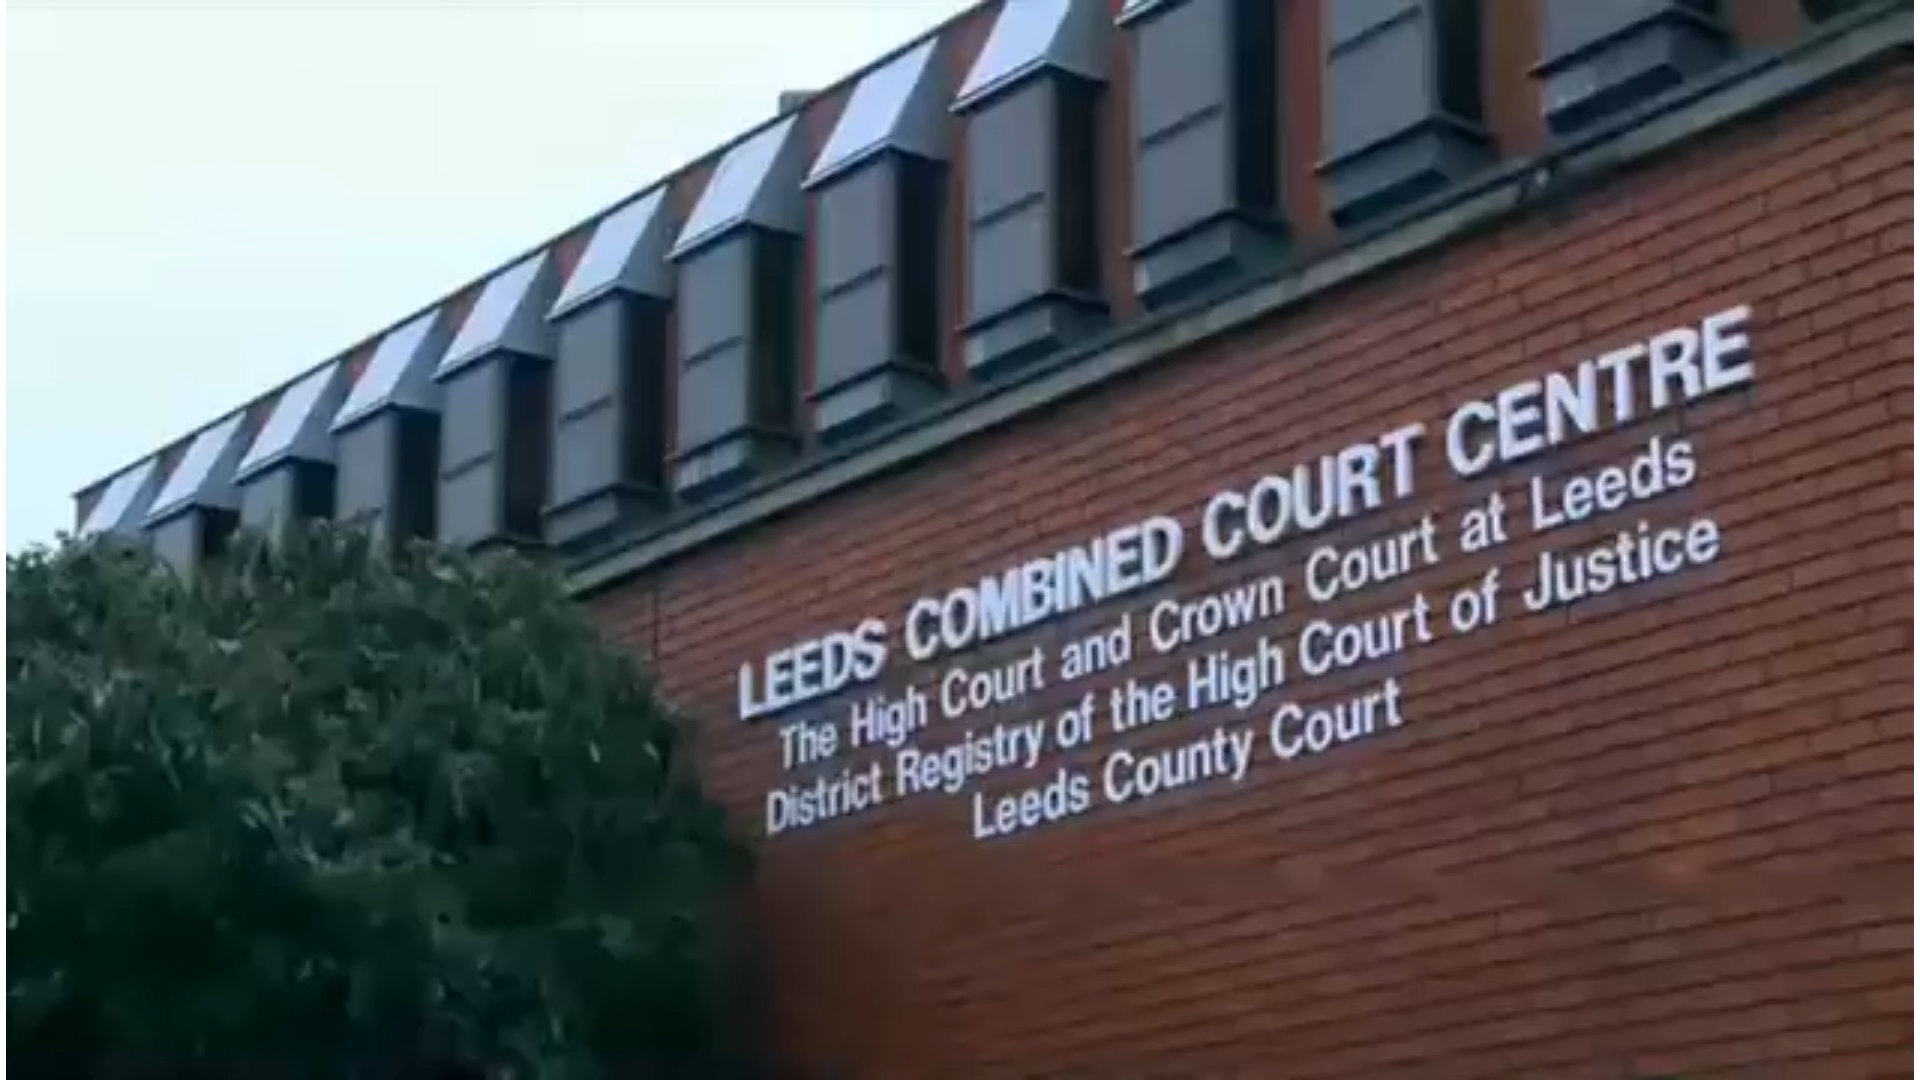 LEEDS COMBINED COURT CENTRE
The High Court and Crown Court at Leeds
District Registry of the High Court of Justice
Leeds County Court